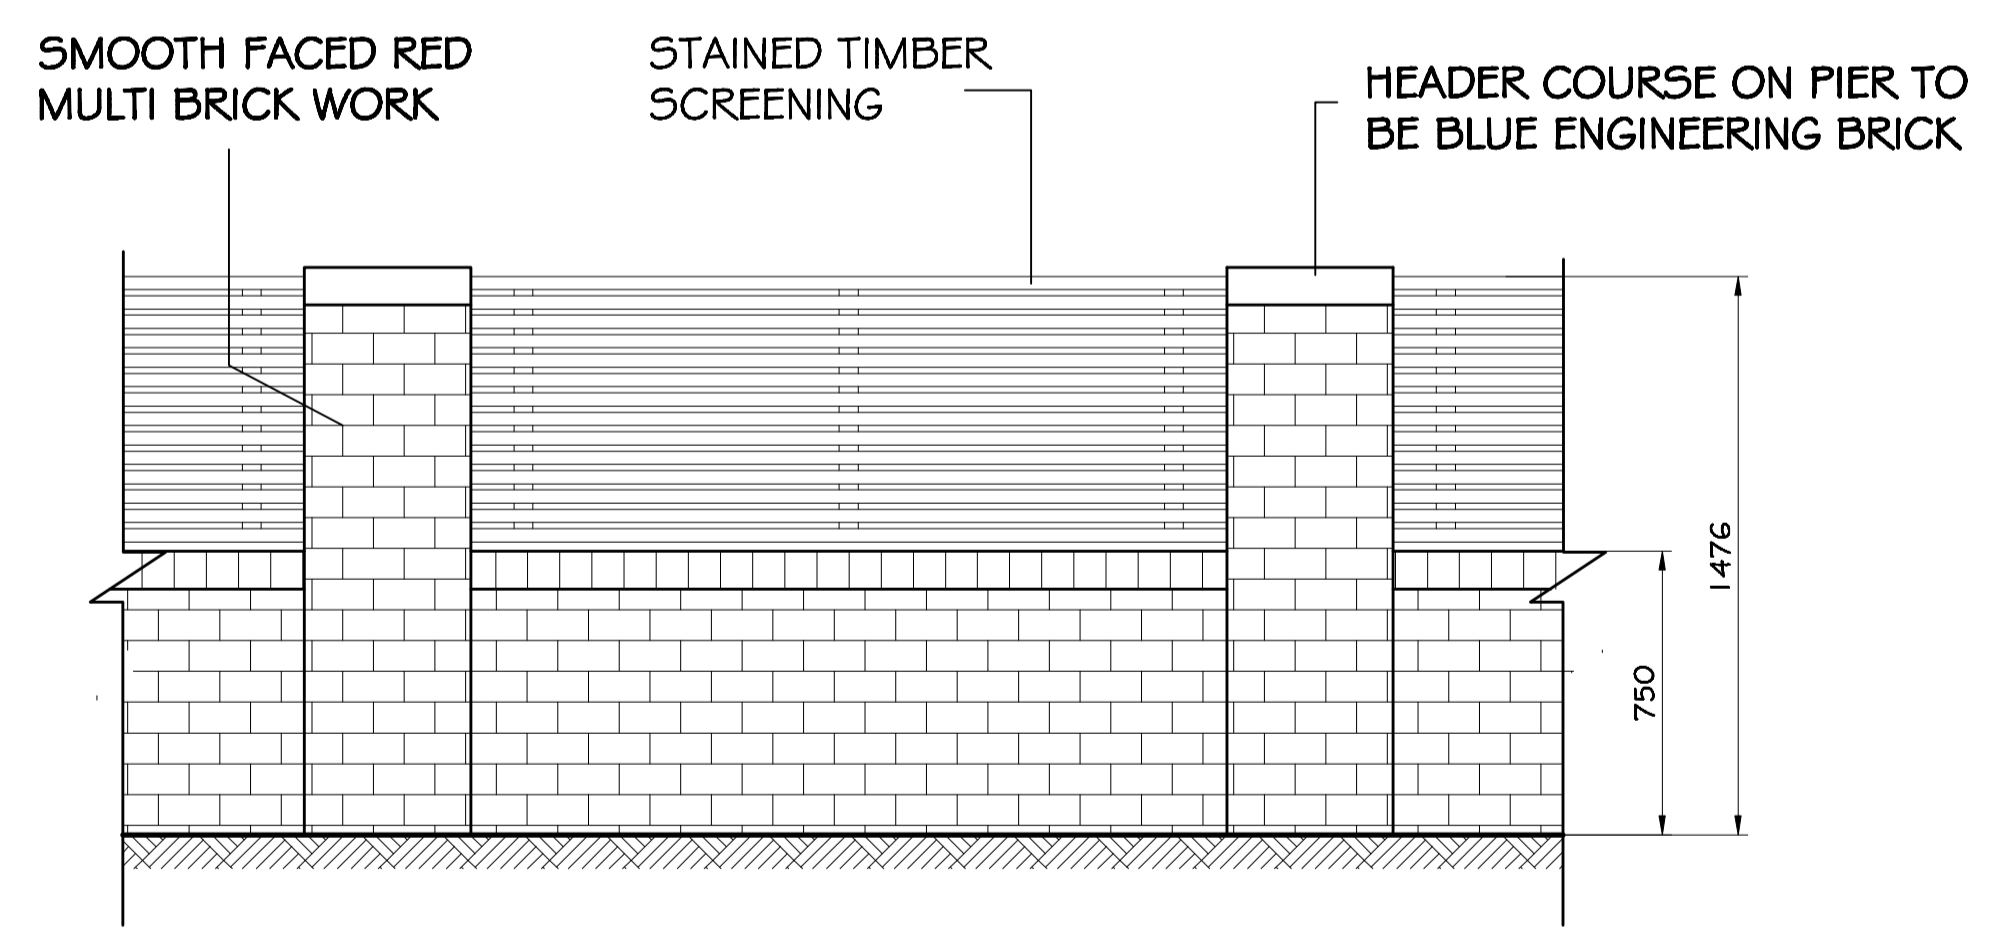 SMOOTH FACED RED
MULTI BRICK WORK
STAINED TIMBER
SCREENING
HEADER COURSE ON PIER TO
BE BLUE ENGINEERING BRICK
1476
750